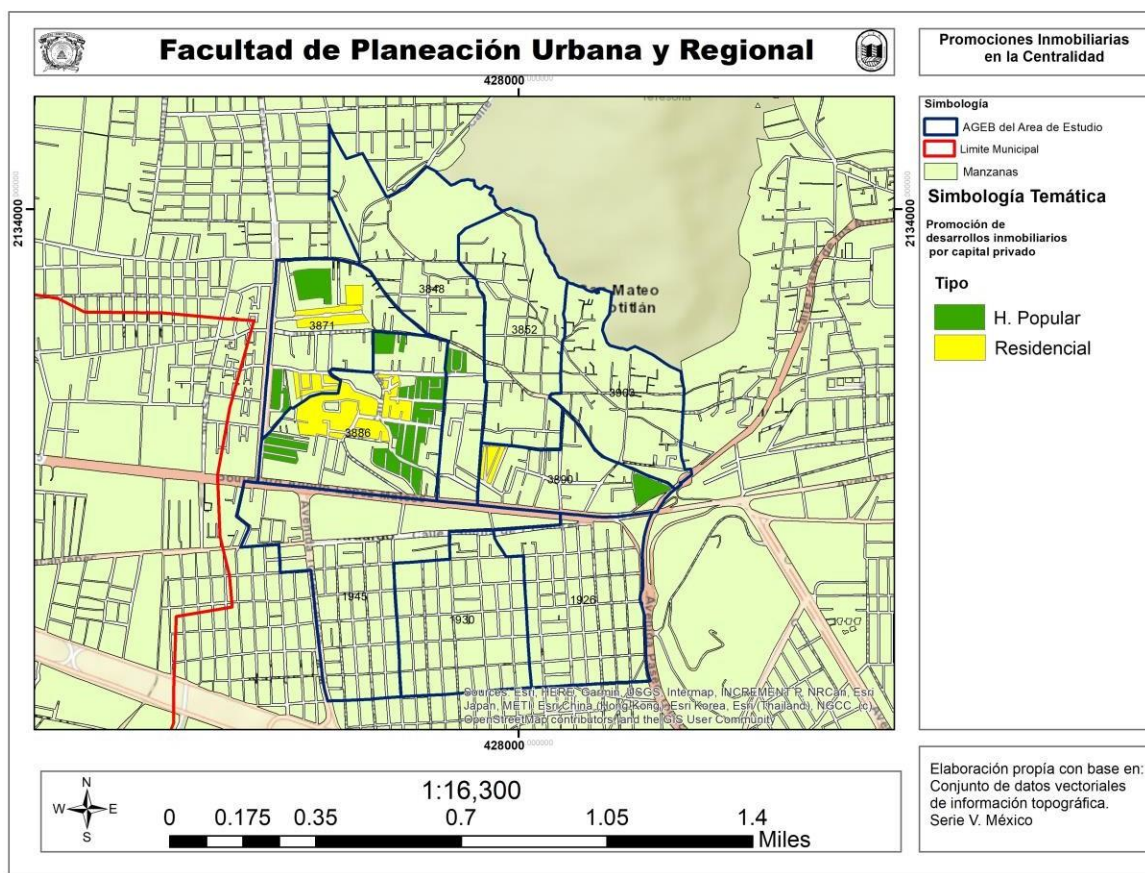 Facultad de Planeación Urbana y Regional
Promociones Inmobiliarias
en la Centralidad
428000
Simbología
AGEB del Area de Estudio
Limite Municipal
Manzanas
Simbología Temática
Promoción de
desarrollos inmobiliarios
por capital privado
Tipo
H. Popular
Residencial
2134000
2134000
Calle
Mateo
3848
3871
3852
3903
3886
3890
1945
1930
1926
Sources: Esri, HERE, Garmin, USGS, Intermap, INCREMENT P, NRCan, Esri
Japan, METI, Esri China (Hong Kong), Esri Korea, Esri (Thailand), NGCC, (c)
OpenStreetMap contributors, and the GIS User Community
428000
N
W
E
S
1:16,300
0
0.175
0.35
0.7
1.05
1.4
Miles
Elaboración propía con base en:
Conjunto de datos vectoriales
de información topográfica.
Serie V. México